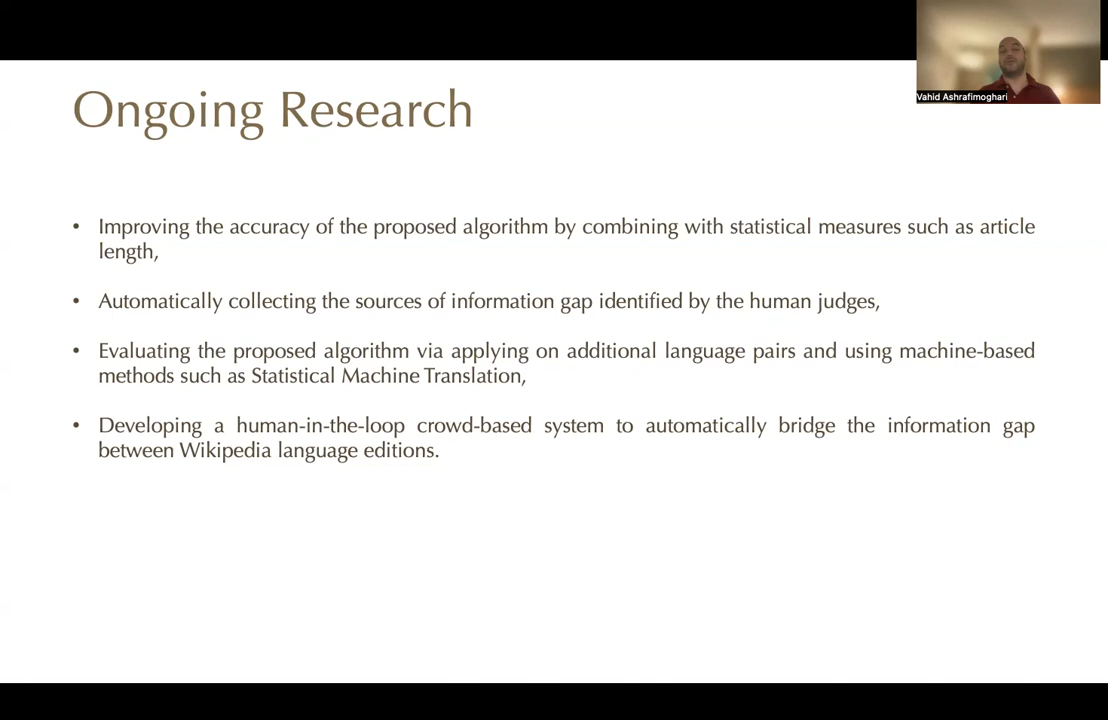 Vahid Ashrafimoghari
Ongoing Research
• Improving the accuracy of the proposed algorithm by combining with statistical measures such as article
length,
• Automatically collecting the sources of information gap identified by the human judges,
• Evaluating the proposed algorithm via applying on additional language pairs and using machine-based
methods such as Statistical Machine Translation,
• Developing a human-in-the-loop crowd-based system to automatically bridge the information gap
between Wikipedia language editions.